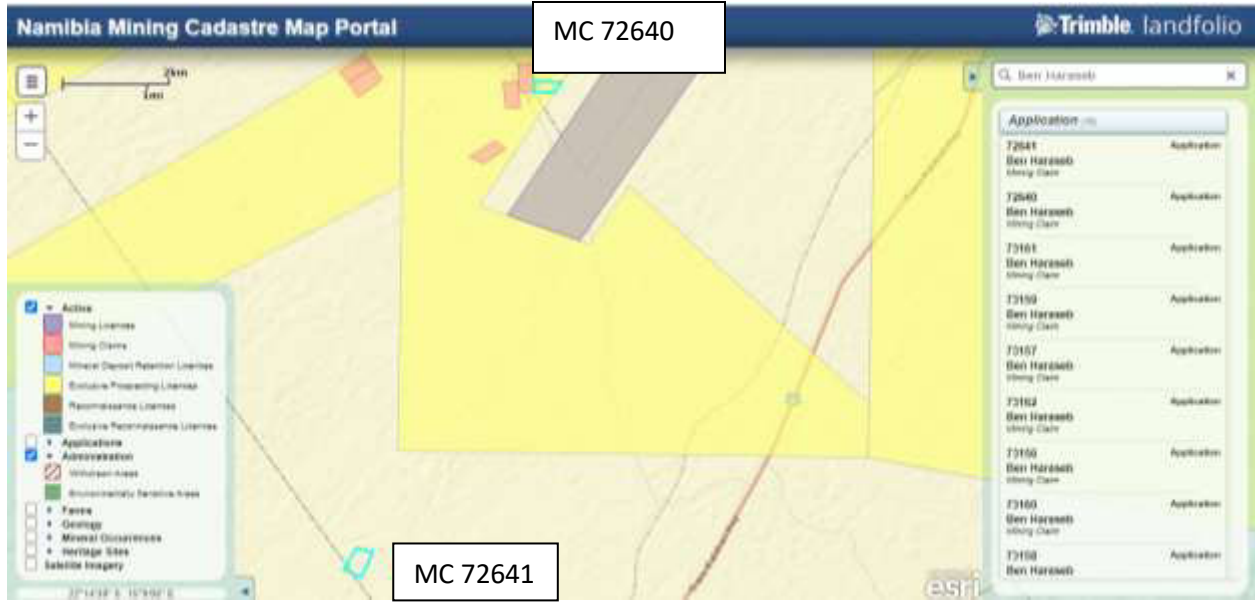 Namibia Mining Cadastre Map Portal
MC 72640
Trimble. landfolio
2km
1mi
+
−
Ben Haraseb
×
Application
72641 Application
Ben Haraseb
Mining Claim
72640 Application
Ben Haraseb
Mining Claim
73161 Application
Ben Haraseb
Mining Claim
73159 Application
Ben Haraseb
Mining Claim
73157 Application
Ben Haraseb
Mining Claim
73162 Application
Ben Haraseb
Mining Claim
Application
Ben Haraseb
Mining Claim
73160 Application
Ben Haraseb
Mining Claim
73158 Application
Ben Haraseb
Active
Mining Licenses
Mining Claims
Mineral Deposit Retention Licenses
Exclusive Prospecting Licenses
Reconnaissance Licenses
Exclusive Reconnaissance Licenses
Applications
Administration
Withdrawn Areas
Environmentally Sensitive Areas
Farms
Geology
Mineral Occurrences
Heritage Sites
Satellite Imagery
MC 72641
esri